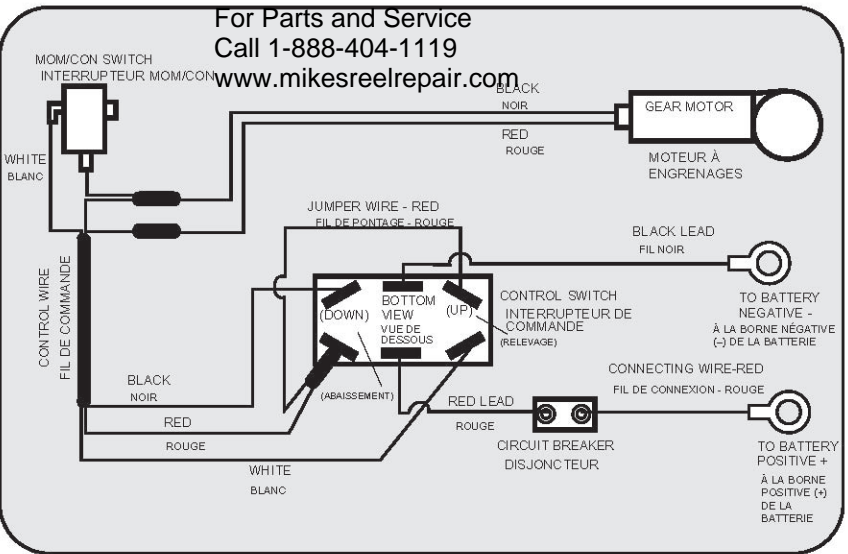 For Parts and Service
Call 1-888-404-1119
www.mikesreelrepair.com
MOM/CON SWITCH
INTERRUPTEUR MOM/CON
BLACK
NOIR
RED
ROUGE
GEAR MOTOR
MOTEUR À
ENGRENAGES
WHITE
BLANC
JUMPER WIRE - RED
FIL DE PONTAGE - ROUGE
BLACK LEAD
FIL NOIR
TO BATTERY
NEGATIVE -
À LA BORNE NÉGATIVE
(–) DE LA BATTERIE
CONTROL WIRE
FIL DE COMMANDE
(DOWN)
BOTTOM
VIEW
VUE DE
DESSOUS
(UP)
CONTROL SWITCH
INTERRUPTEUR DE
COMMANDE
(RELEVAGE)
(ABAISSEMENT)
CONNECTING WIRE-RED
FIL DE CONNEXION - ROUGE
BLACK
NOIR
RED
ROUGE
WHITE
BLANC
RED LEAD
ROUGE
CIRCUIT BREAKER
DISJONCTEUR
TO BATTERY
POSITIVE +
À LA BORNE
POSITIVE (+)
DE LA
BATTERIE